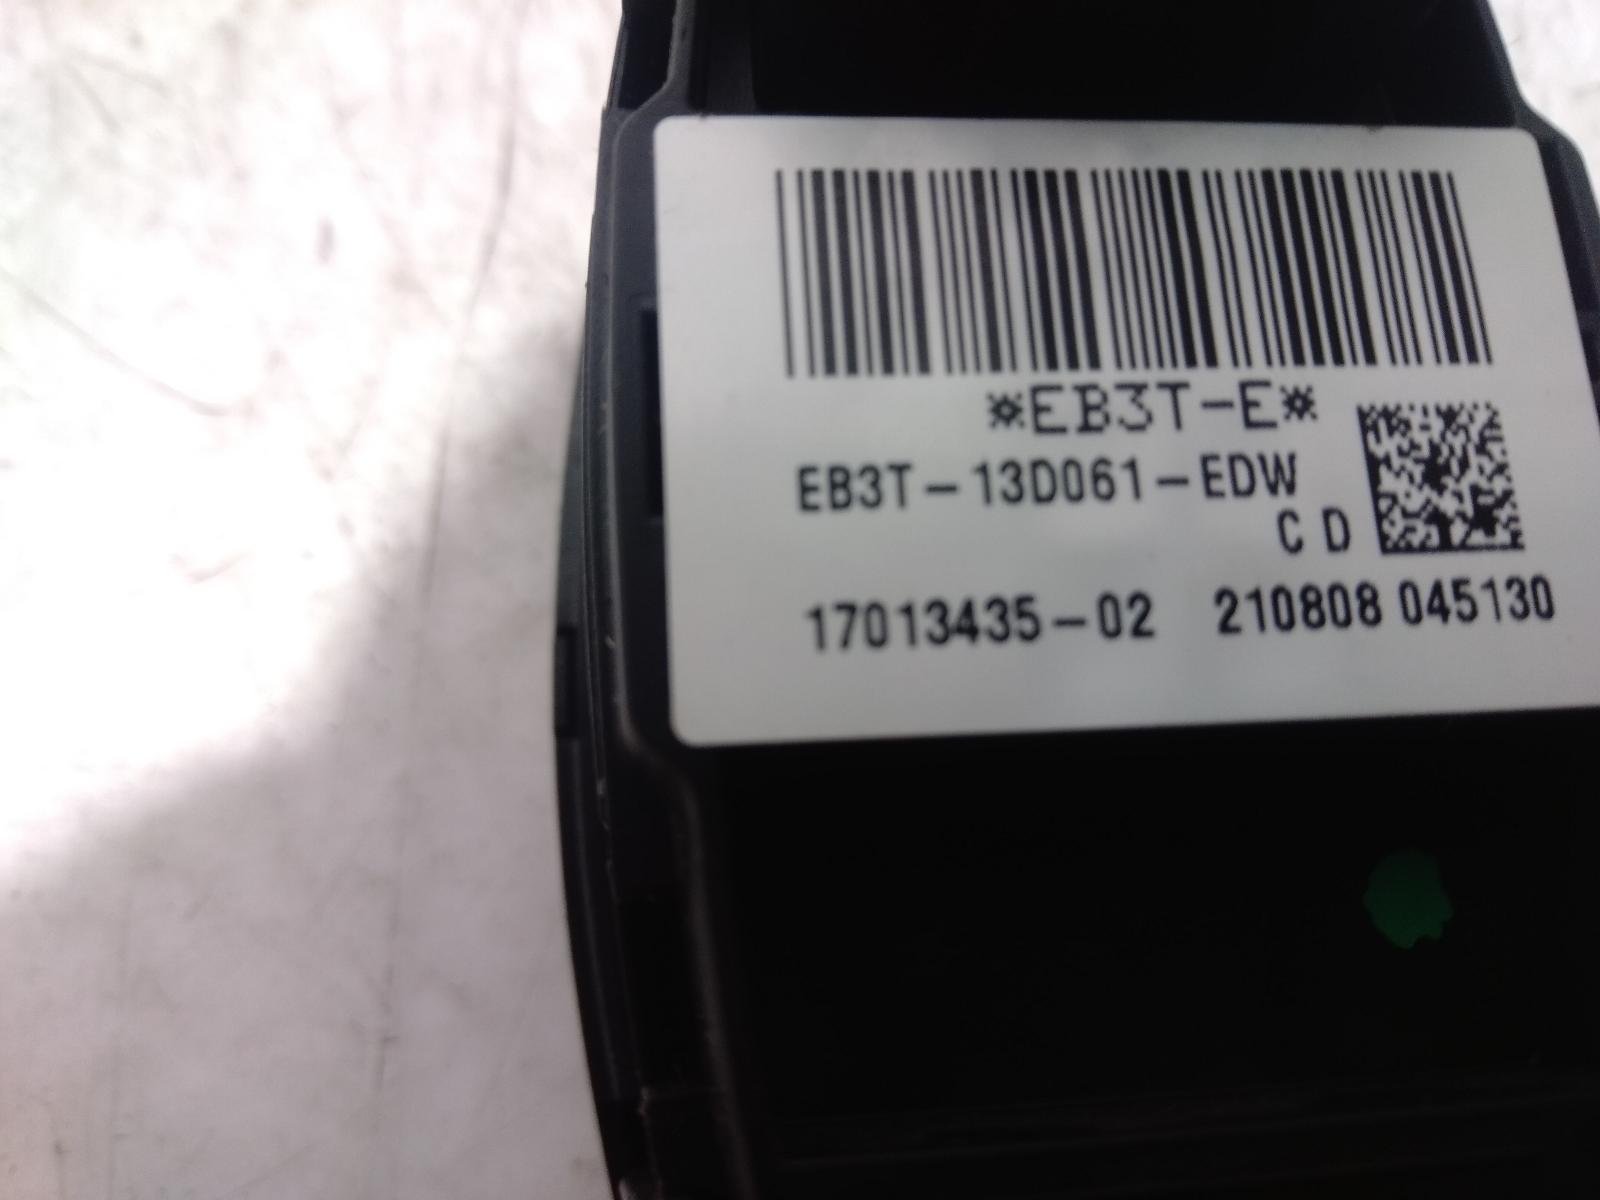 *EB3T-E*
EB3T-13D061-EDW
C D
17013435-02 210808 045130